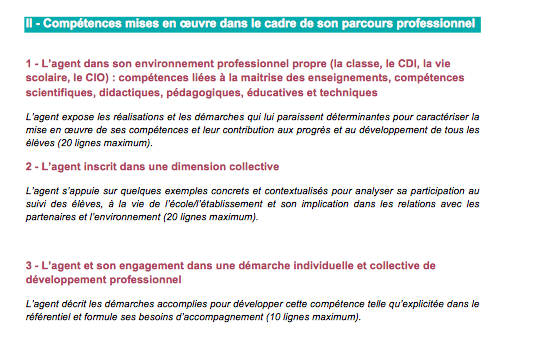 II - Compétences mises en œuvre dans le cadre de son parcours professionnel
1 - L'agent dans son environnement professionnel propre (la classe, le CDI, la vie
scolaire, le CIO) : compétences liées à la maitrise des enseignements, compétences
scientifiques, didactiques, pédagogiques, éducatives et techniques
L'agent expose les réalisations et les démarches qui lui paraissent déterminantes pour caractériser la
mise en œuvre de ses compétences et leur contribution aux progrès et au développement de tous les
élèves (20 lignes maximum).
2 - L'agent inscrit dans une dimension collective
L'agent s'appuie sur quelques exemples concrets et contextualisés pour analyser sa participation au
suivi des élèves, à la vie de l'école/l'établissement et son implication dans les relations avec les
partenaires et l'environnement (20 lignes maximum).
3 - L'agent et son engagement dans une démarche individuelle et collective de
développement professionnel
L'agent décrit les démarches accomplies pour développer cette compétence telle qu'explicitée dans le
référentiel et formule ses besoins d'accompagnement (10 lignes maximum).